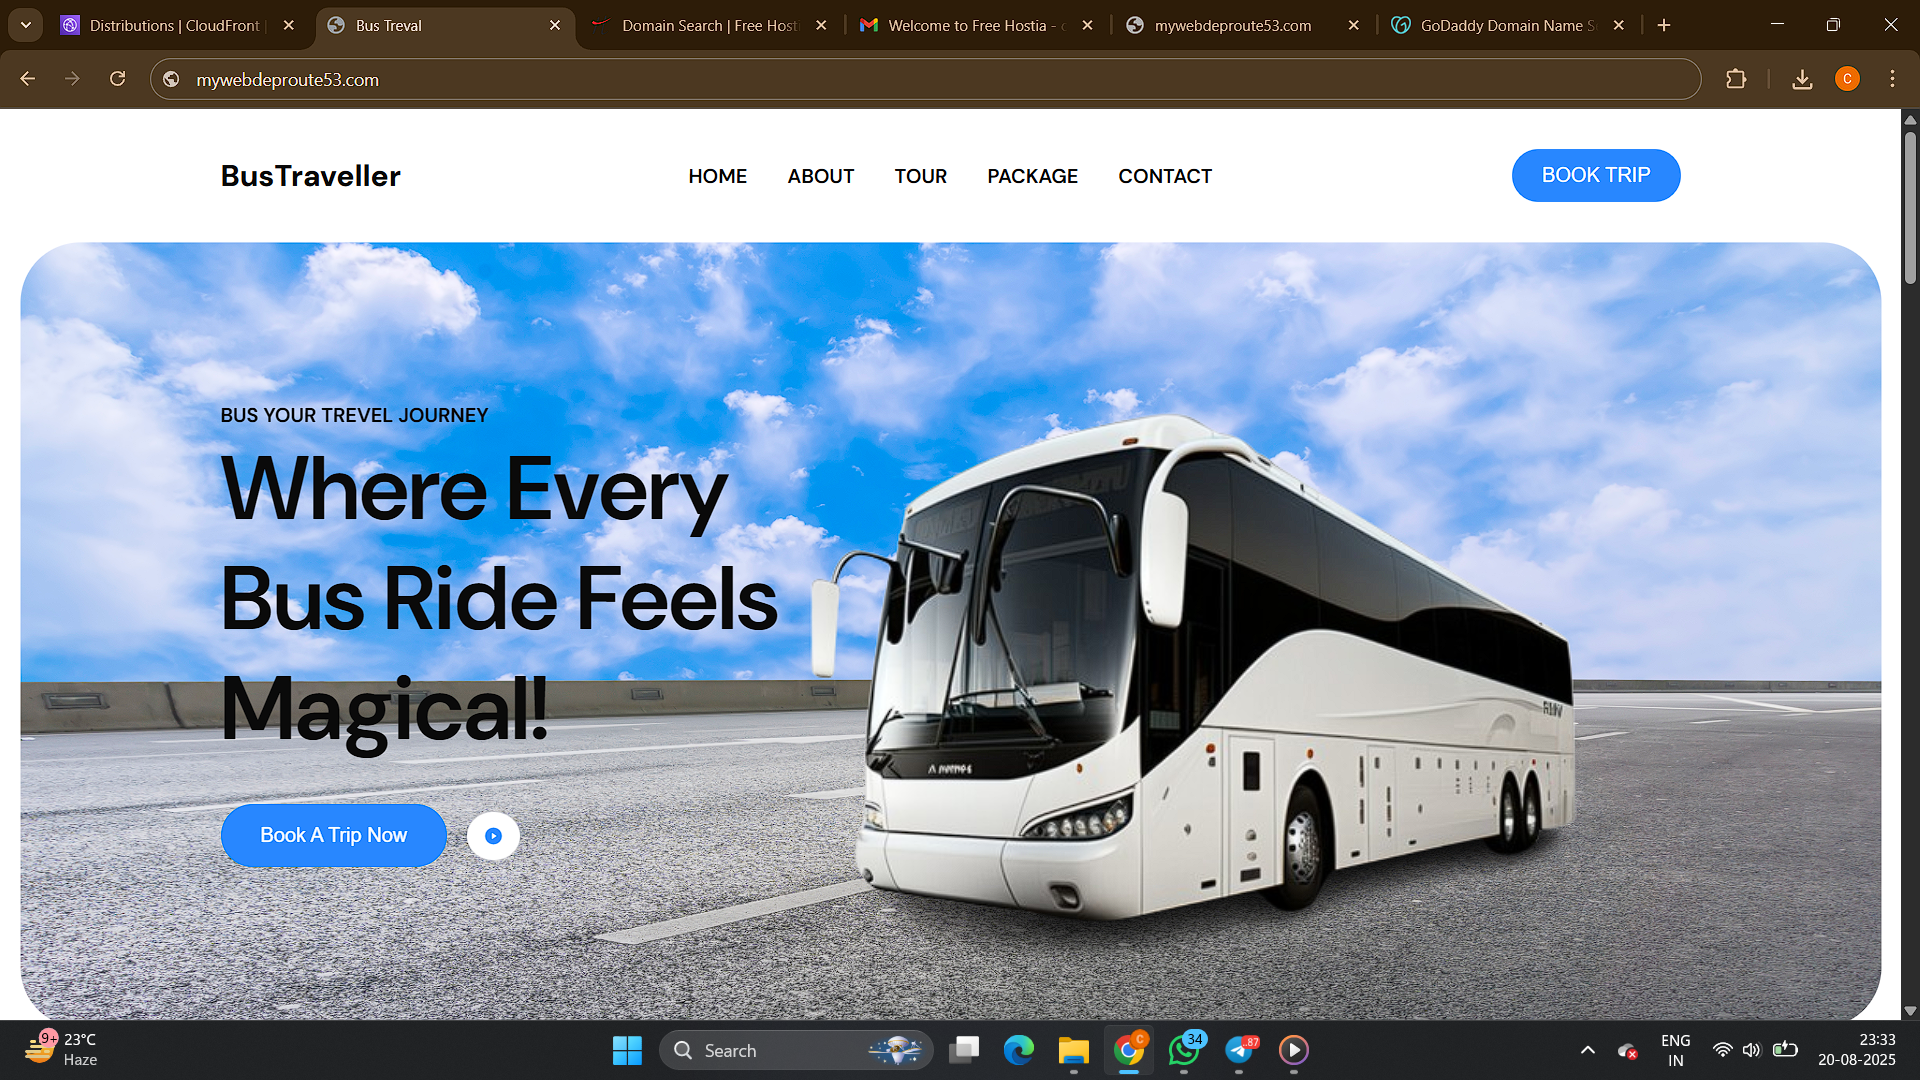 Distributions | CloudFront
Bus Treval
Domain Search | Free Hosti
Welcome to Free Hostia -
mywebdeproute53.com
GoDaddy Domain Name S
mywebdeproute53.com
C
BusTraveller
HOME
ABOUT
TOUR
PACKAGE
CONTACT
BOOK TRIP
BUS YOUR TREVEL JOURNEY
Where Every
Bus Ride Feels
Magical!
Book A Trip Now
9+
23°C
Haze
Search
C
34
.87
ENG
IN
23:33
20-08-2025